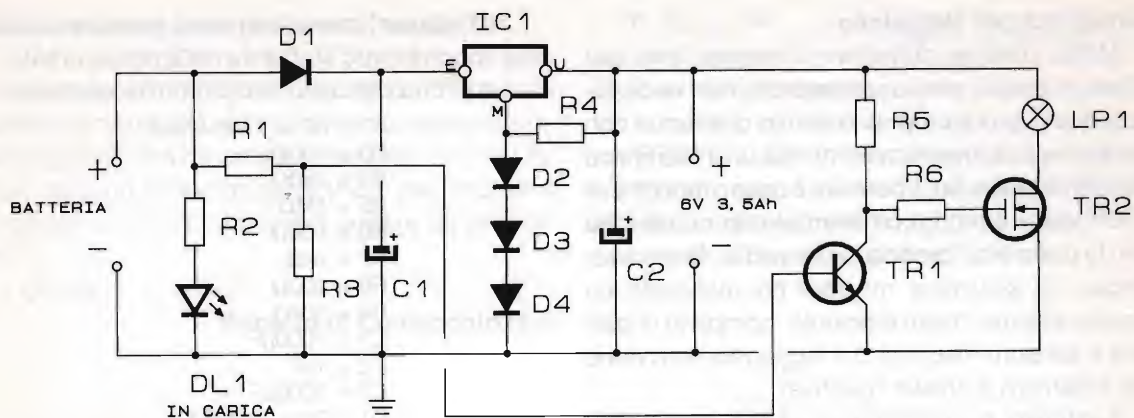 IC1
D1
E
U
M
R4
R1
R5
LP1
+
BATTERIA
−
R2
D2
+
6V 3,5Ah
−
R6
TR2
D3
R3
+
C1
D4
C2
TR1
DL1
IN CARICA